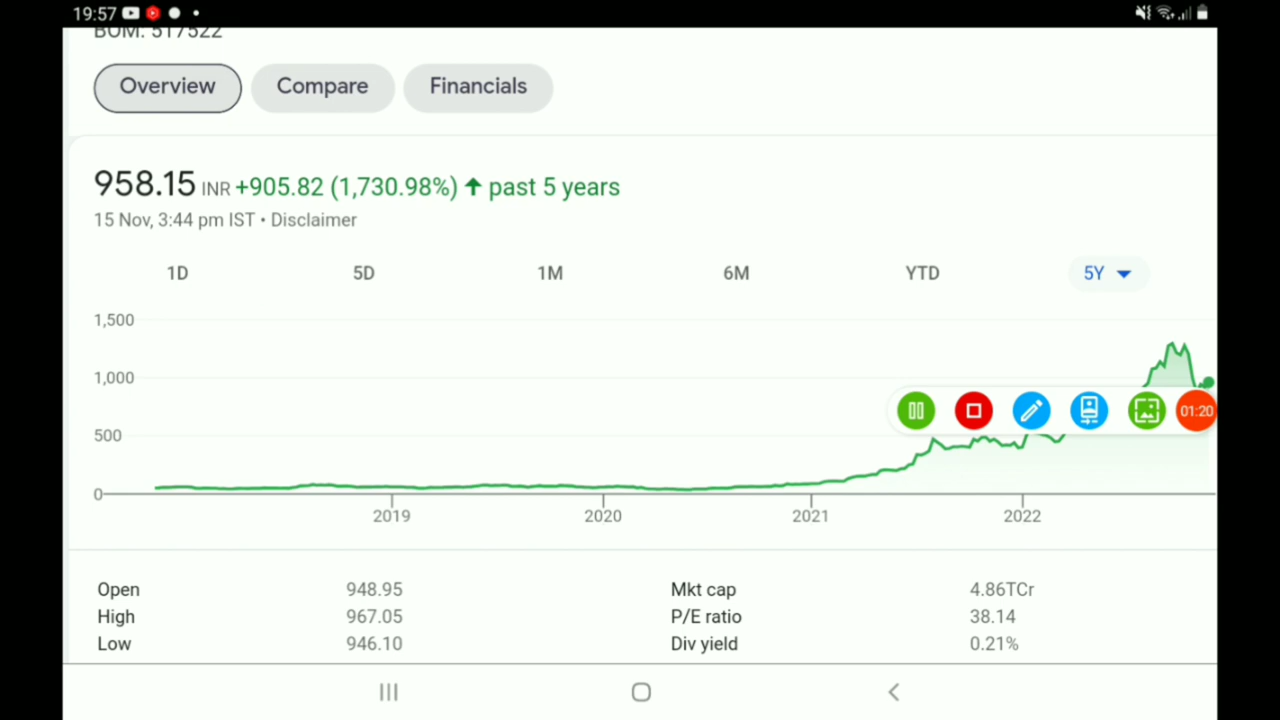 19:57
BOM: 517522
Overview Compare Financials
958.15 INR +905.82 (1,730.98%) ↑ past 5 years
15 Nov, 3:44 pm IST • Disclaimer
1D 5D 1M 6M YTD 5Y
1,500
1,000
01:20
500
0
2019 2020 2021 2022
Open 948.95 Mkt cap 4.86TCr
High 967.05 P/E ratio 38.14
Low 946.10 Div yield 0.21%